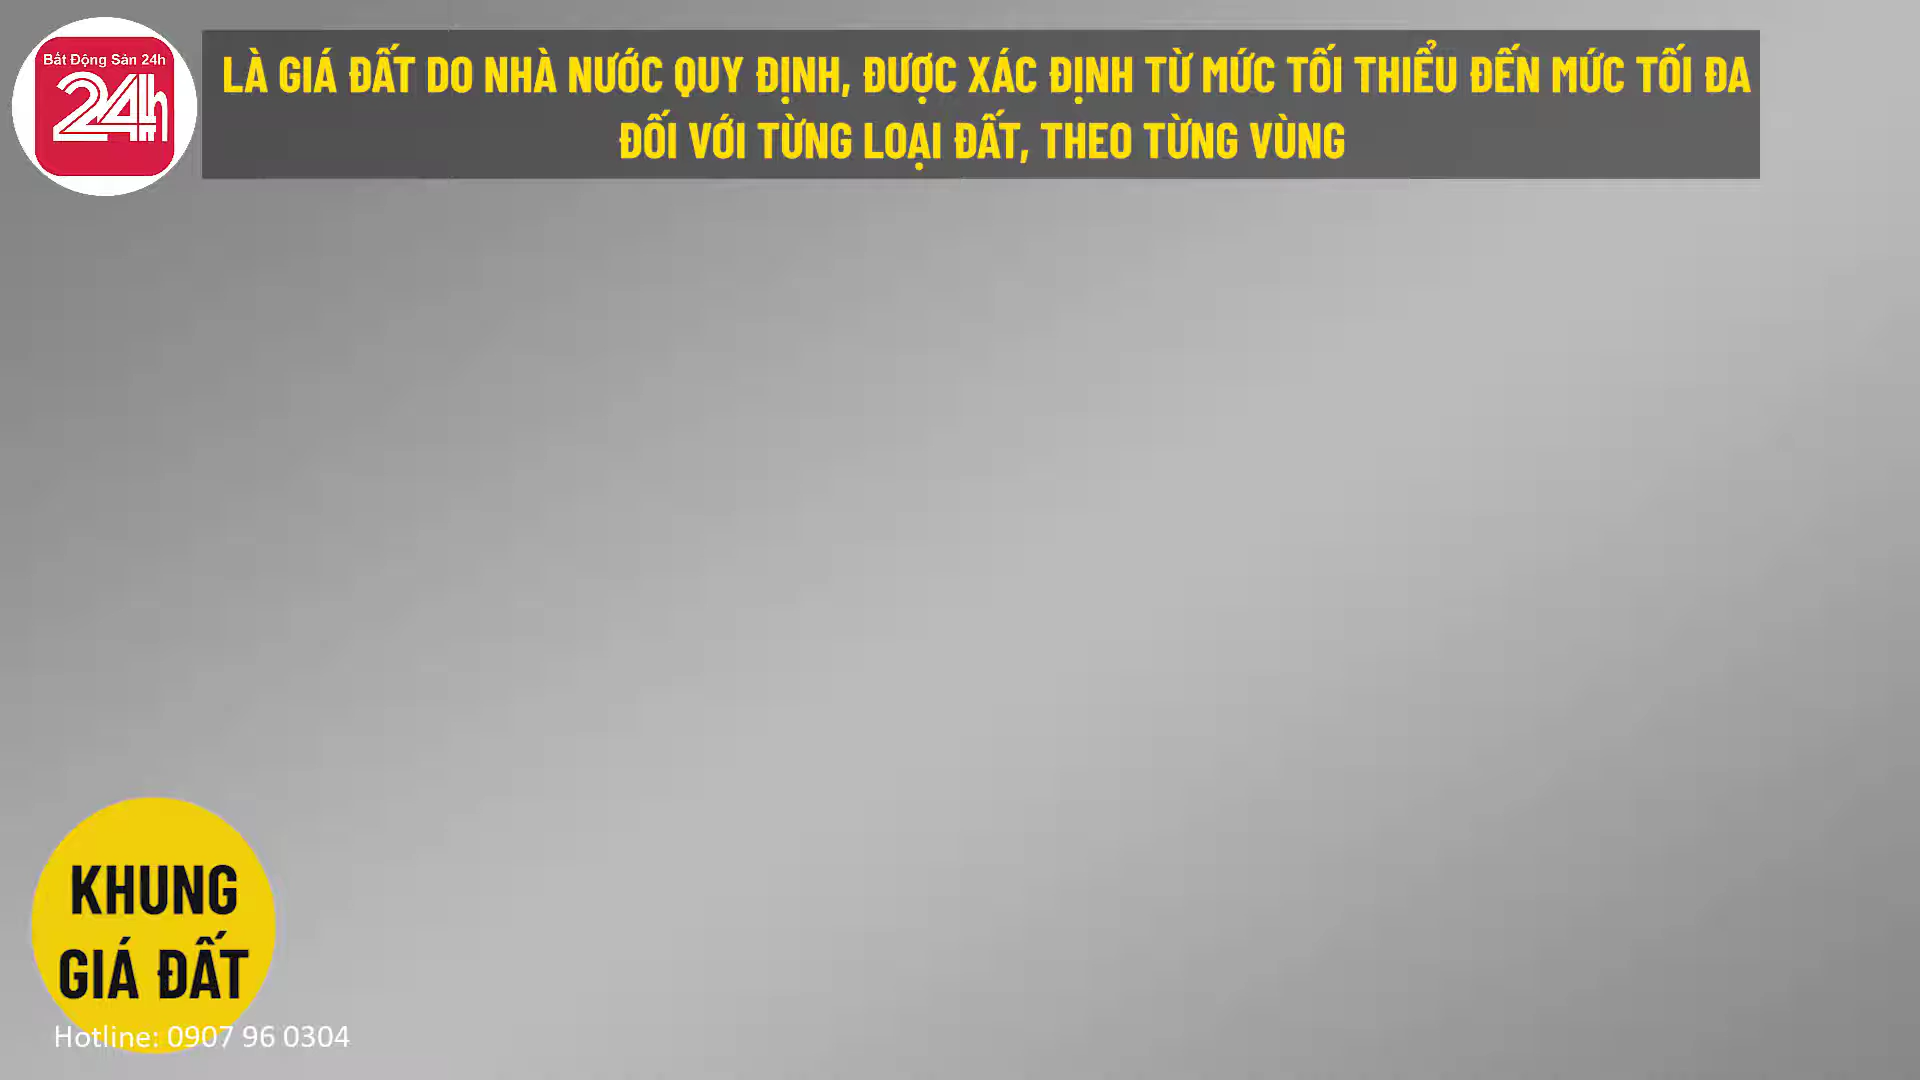 Bất Động Sản 24h
24h
LÀ GIÁ ĐẤT DO NHÀ NƯỚC QUY ĐỊNH, ĐƯỢC XÁC ĐỊNH TỪ MỨC TỐI THIỂU ĐẾN MỨC TỐI ĐA
ĐỐI VỚI TỪNG LOẠI ĐẤT, THEO TỪNG VÙNG
KHUNG
GIÁ ĐẤT
Hotline: 0907 96 0304